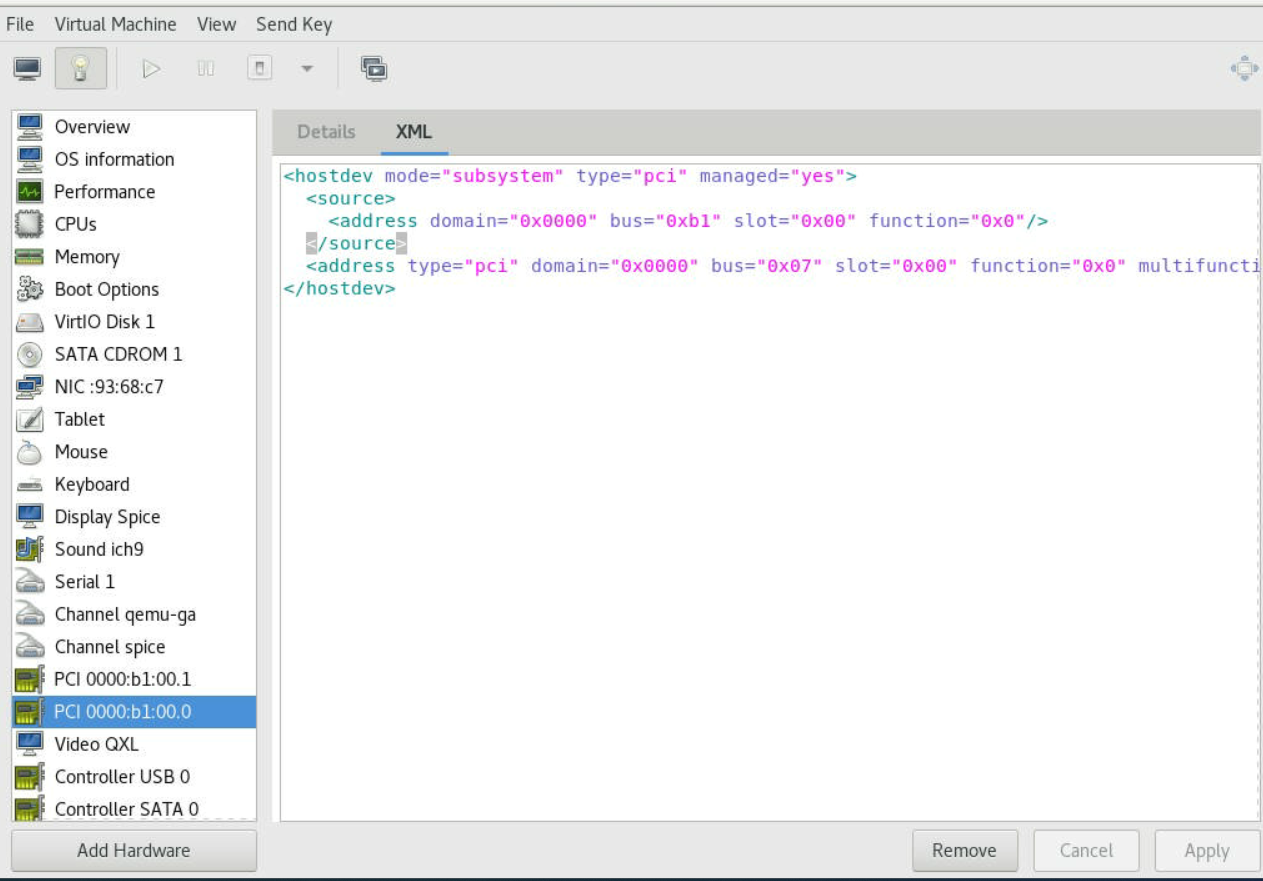 File Virtual Machine View Send Key
Overview
OS information
Performance
CPUs
Memory
Boot Options
VirtIO Disk 1
SATA CDROM 1
NIC :93:68:c7
Tablet
Mouse
Keyboard
Display Spice
Sound ich9
Serial 1
Channel qemu-ga
Channel spice
PCI 0000:b1:00.1
PCI 0000:b1:00.0
Video QXL
Controller USB 0
Controller SATA 0
Add Hardware
Details XML
<hostdev mode="subsystem" type="pci" managed="yes">
  <source>
    <address domain="0x0000" bus="0xb1" slot="0x00" function="0x0"/>
  </source>
  <address type="pci" domain="0x0000" bus="0x07" slot="0x00" function="0x0" multifuncti
</hostdev>
Remove Cancel Apply